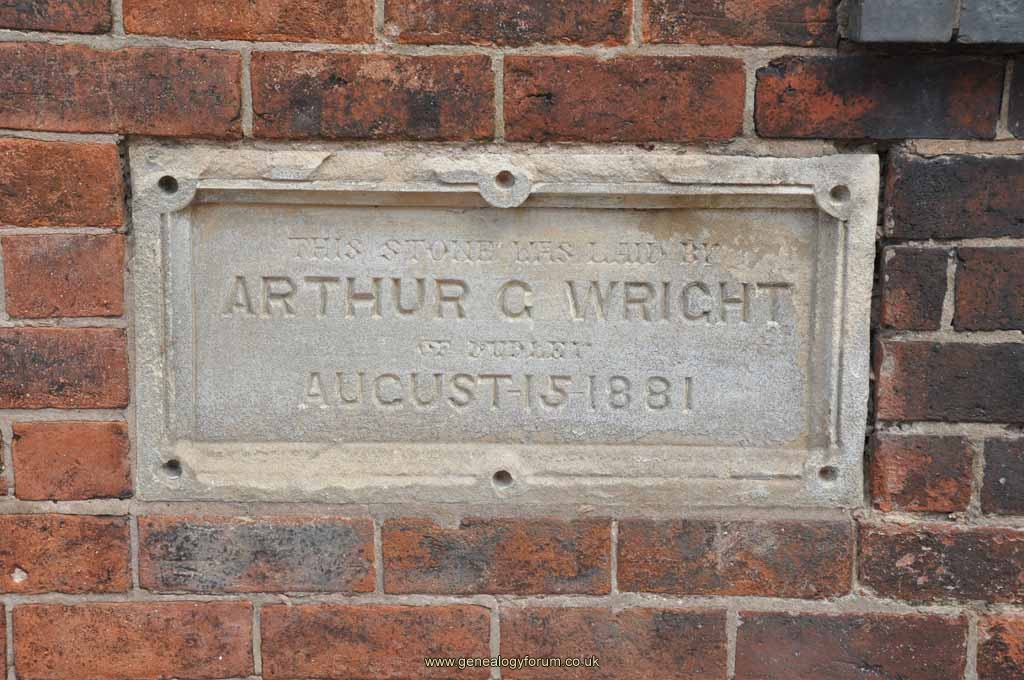 THIS STONE WAS LAID BY
ARTHUR G WRIGHT
OF DUDLEY
AUGUST-15-1881
www.genealogyforum.co.uk